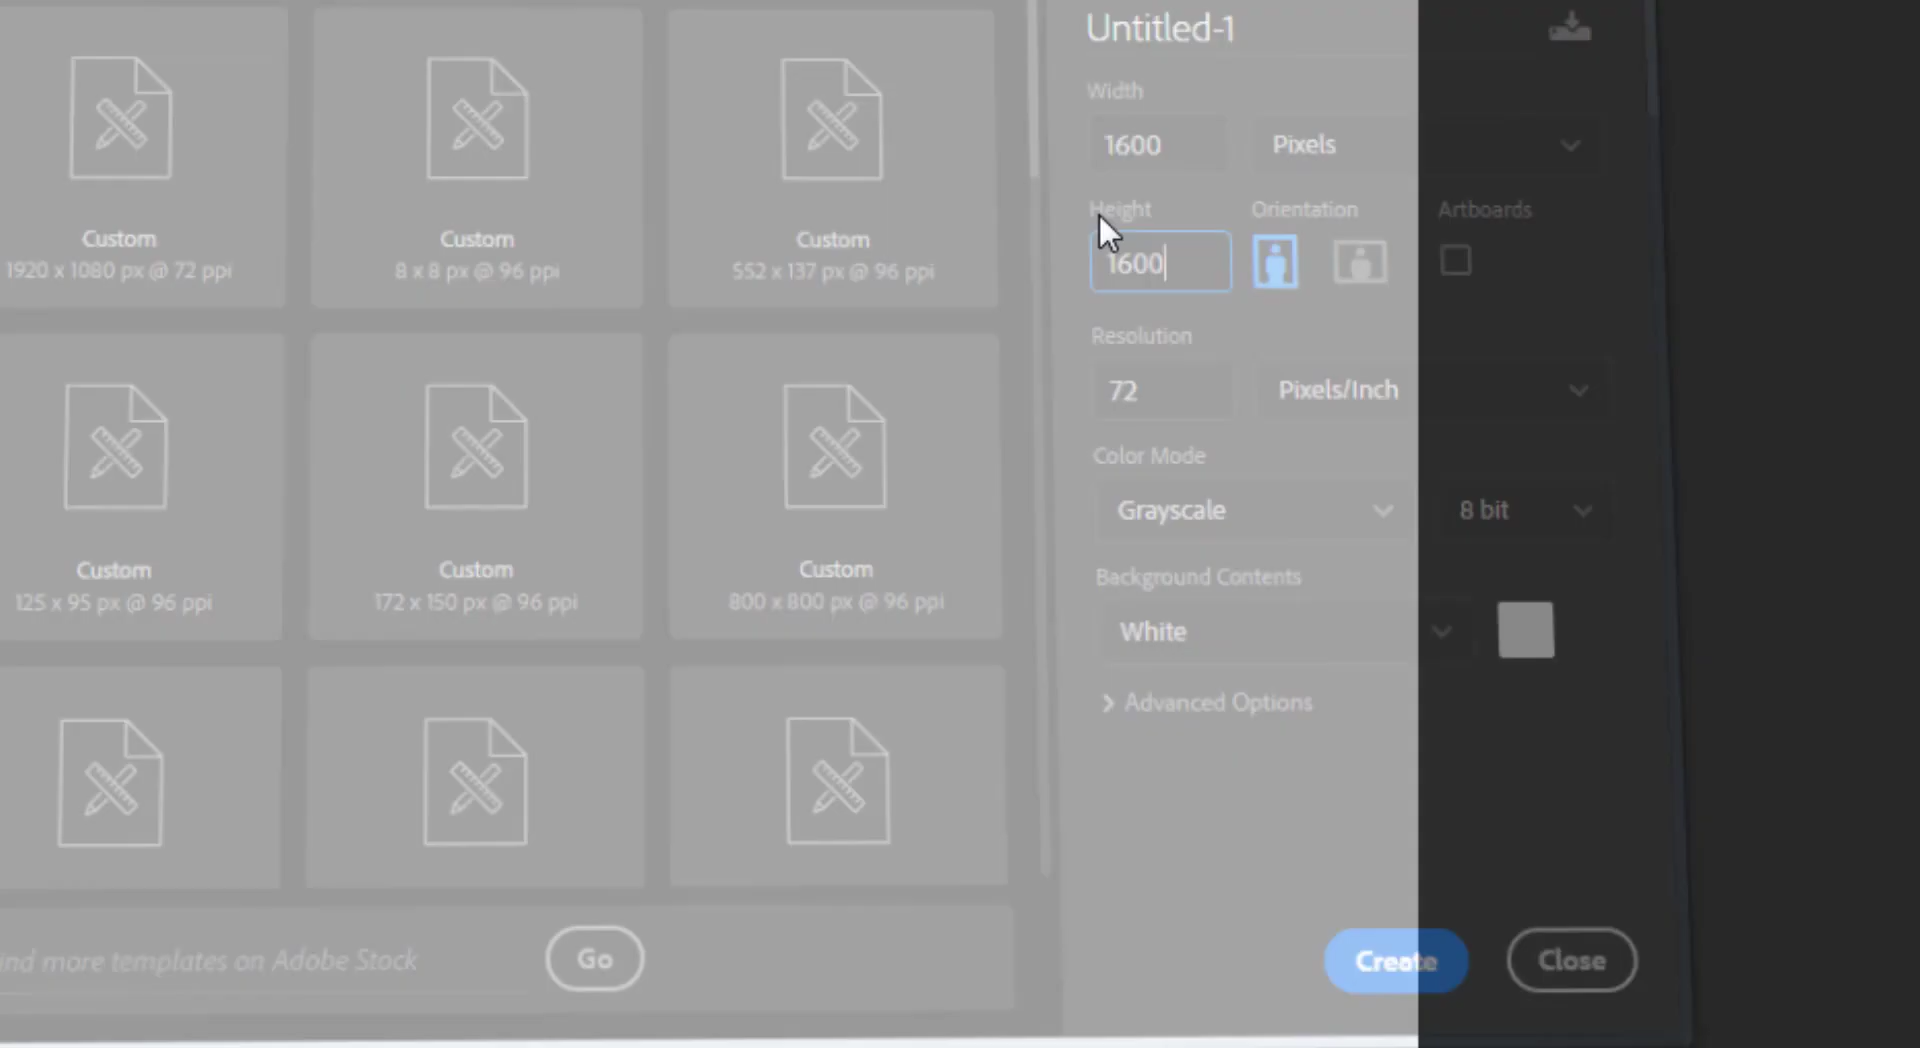 Untitled-1
Width
1600 Pixels
Height Orientation Artboards
1600
Resolution
72 Pixels/Inch
Color Mode
Grayscale 8 bit
Background Contents
White
Advanced Options
Custom
1920 x 1080 px @ 72 ppi
Custom
8 x 8 px @ 96 ppi
Custom
552 x 137 px @ 96 ppi
Custom
125 x 95 px @ 96 ppi
Custom
172 x 150 px @ 96 ppi
Custom
800 x 800 px @ 96 ppi
more templates on Adobe Stock
Go
Create
Close